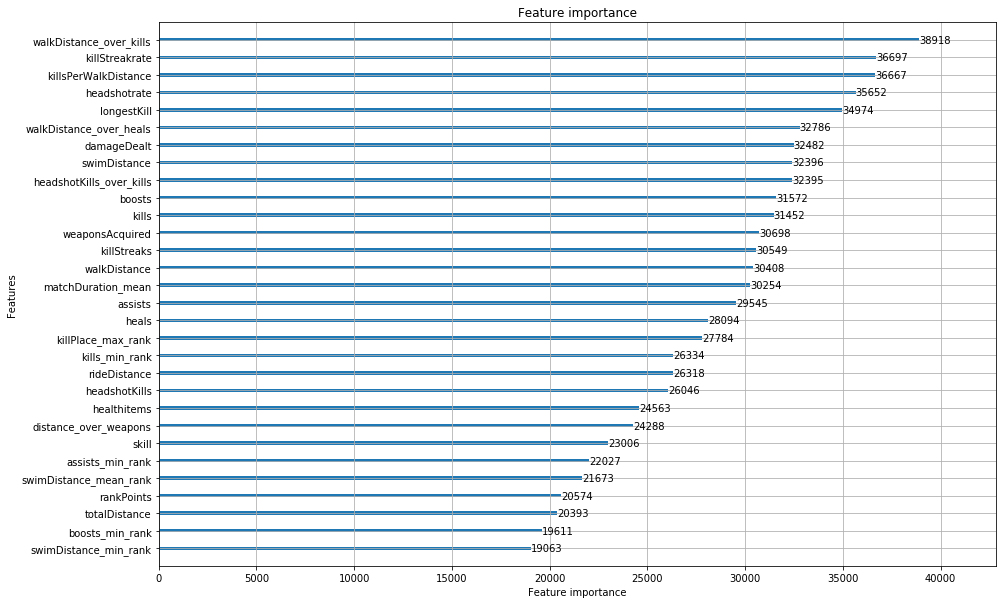 Feature importance
walkDistance_over_kills 38918
killStreakrate 36697
killsPerWalkDistance 36667
headshotrate 35652
longestKill 34974
walkDistance_over_heals 32786
damageDealt 32482
swimDistance 32396
headshotKills_over_kills 32395
boosts 31572
kills 31452
weaponsAcquired 30698
killStreaks 30549
walkDistance 30408
matchDuration_mean 30254
assists 29545
heals 28094
killPlace_max_rank 27784
kills_min_rank 26334
rideDistance 26318
headshotKills 26046
healthitems 24563
distance_over_weapons 24288
skill 23006
assists_min_rank 22027
swimDistance_mean_rank 21673
rankPoints 20574
totalDistance 20393
boosts_min_rank 19611
swimDistance_min_rank 19063
Features
0 5000 10000 15000 20000 25000 30000 35000 40000
Feature importance